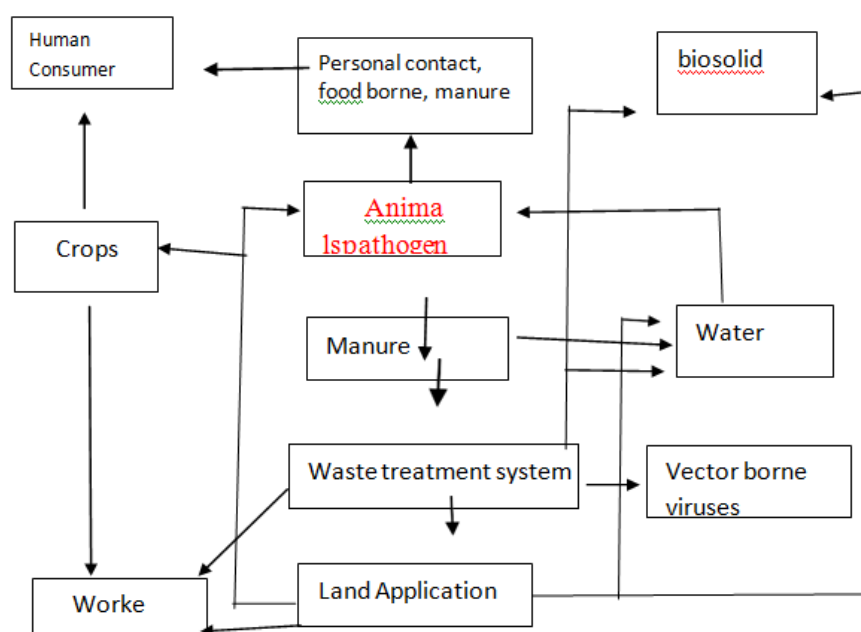 Human
Consumer
Personal contact,
food borne, manure
biosolid
Anima
lspathogen
Crops
Manure
Water
Waste treatment system
Vector borne
viruses
Land Application
Worke